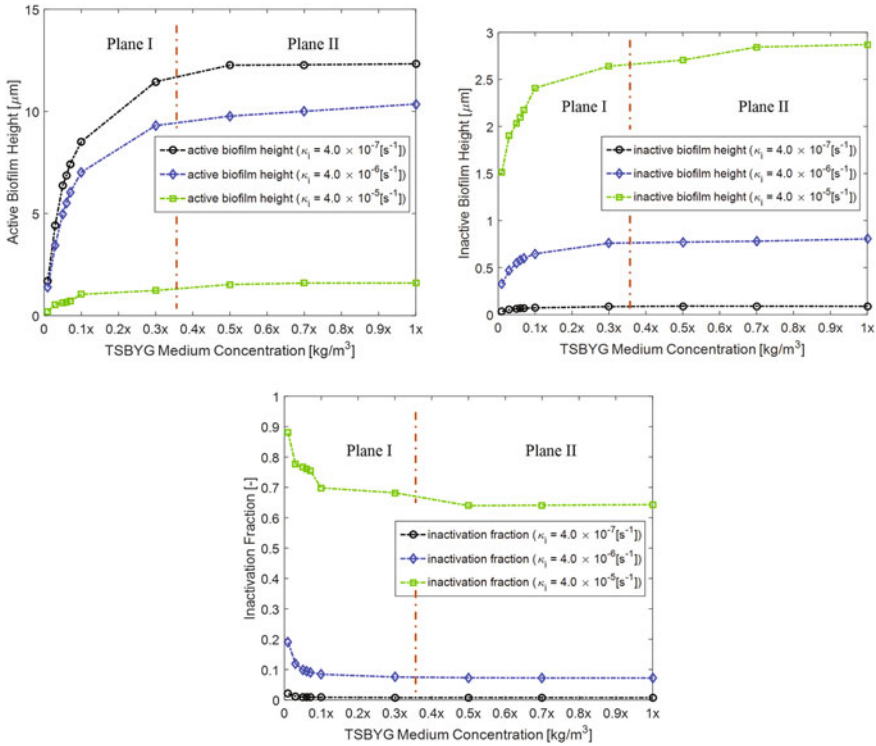 15
10
5
0
Active Biofilm Height [μm]
Plane I
Plane II
active biofilm height (κi = 4.0 × 10-7[s-1])
active biofilm height (κi = 4.0 × 10-6[s-1])
active biofilm height (κi = 4.0 × 10-5[s-1])
0 0.1x 0.2x 0.3x 0.4x 0.5x 0.6x 0.7x 0.8x 0.9x 1x
TSBYG Medium Concentration [kg/m3]
3
2.5
2
1.5
1
0.5
0
Inactive Biofilm Height [μm]
Plane I
Plane II
inactive biofilm height (κi = 4.0 × 10-7[s-1])
inactive biofilm height (κi = 4.0 × 10-6[s-1])
inactive biofilm height (κi = 4.0 × 10-5[s-1])
0 0.1x 0.2x 0.3x 0.4x 0.5x 0.6x 0.7x 0.8x 0.9x 1x
TSBYG Medium Concentration [kg/m3]
1
0.9
0.8
0.7
0.6
0.5
0.4
0.3
0.2
0.1
0
Inactivation Fraction [-]
Plane I
Plane II
inactivation fraction (κi = 4.0 × 10-7[s-1])
inactivation fraction (κi = 4.0 × 10-6[s-1])
inactivation fraction (κi = 4.0 × 10-5[s-1])
0 0.1x 0.2x 0.3x 0.4x 0.5x 0.6x 0.7x 0.8x 0.9x 1x
TSBYG Medium Concentration [kg/m3]